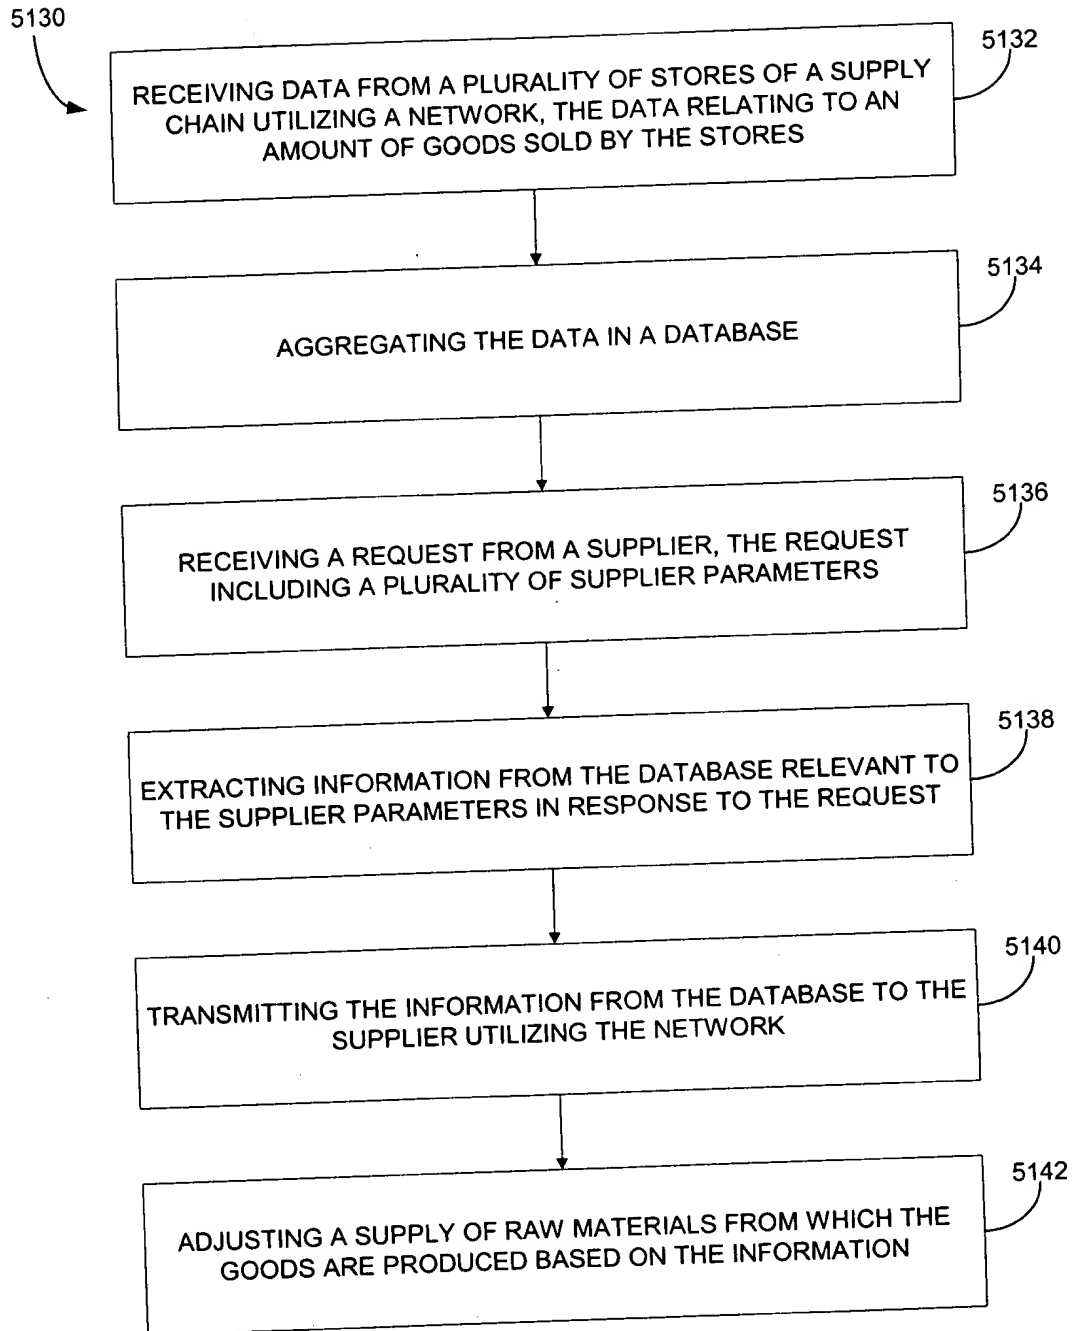 5130
5132
RECEIVING DATA FROM A PLURALITY OF STORES OF A SUPPLY
CHAIN UTILIZING A NETWORK, THE DATA RELATING TO AN
AMOUNT OF GOODS SOLD BY THE STORES
5134
AGGREGATING THE DATA IN A DATABASE
5136
RECEIVING A REQUEST FROM A SUPPLIER, THE REQUEST
INCLUDING A PLURALITY OF SUPPLIER PARAMETERS
5138
EXTRACTING INFORMATION FROM THE DATABASE RELEVANT TO
THE SUPPLIER PARAMETERS IN RESPONSE TO THE REQUEST
5140
TRANSMITTING THE INFORMATION FROM THE DATABASE TO THE
SUPPLIER UTILIZING THE NETWORK
5142
ADJUSTING A SUPPLY OF RAW MATERIALS FROM WHICH THE
GOODS ARE PRODUCED BASED ON THE INFORMATION